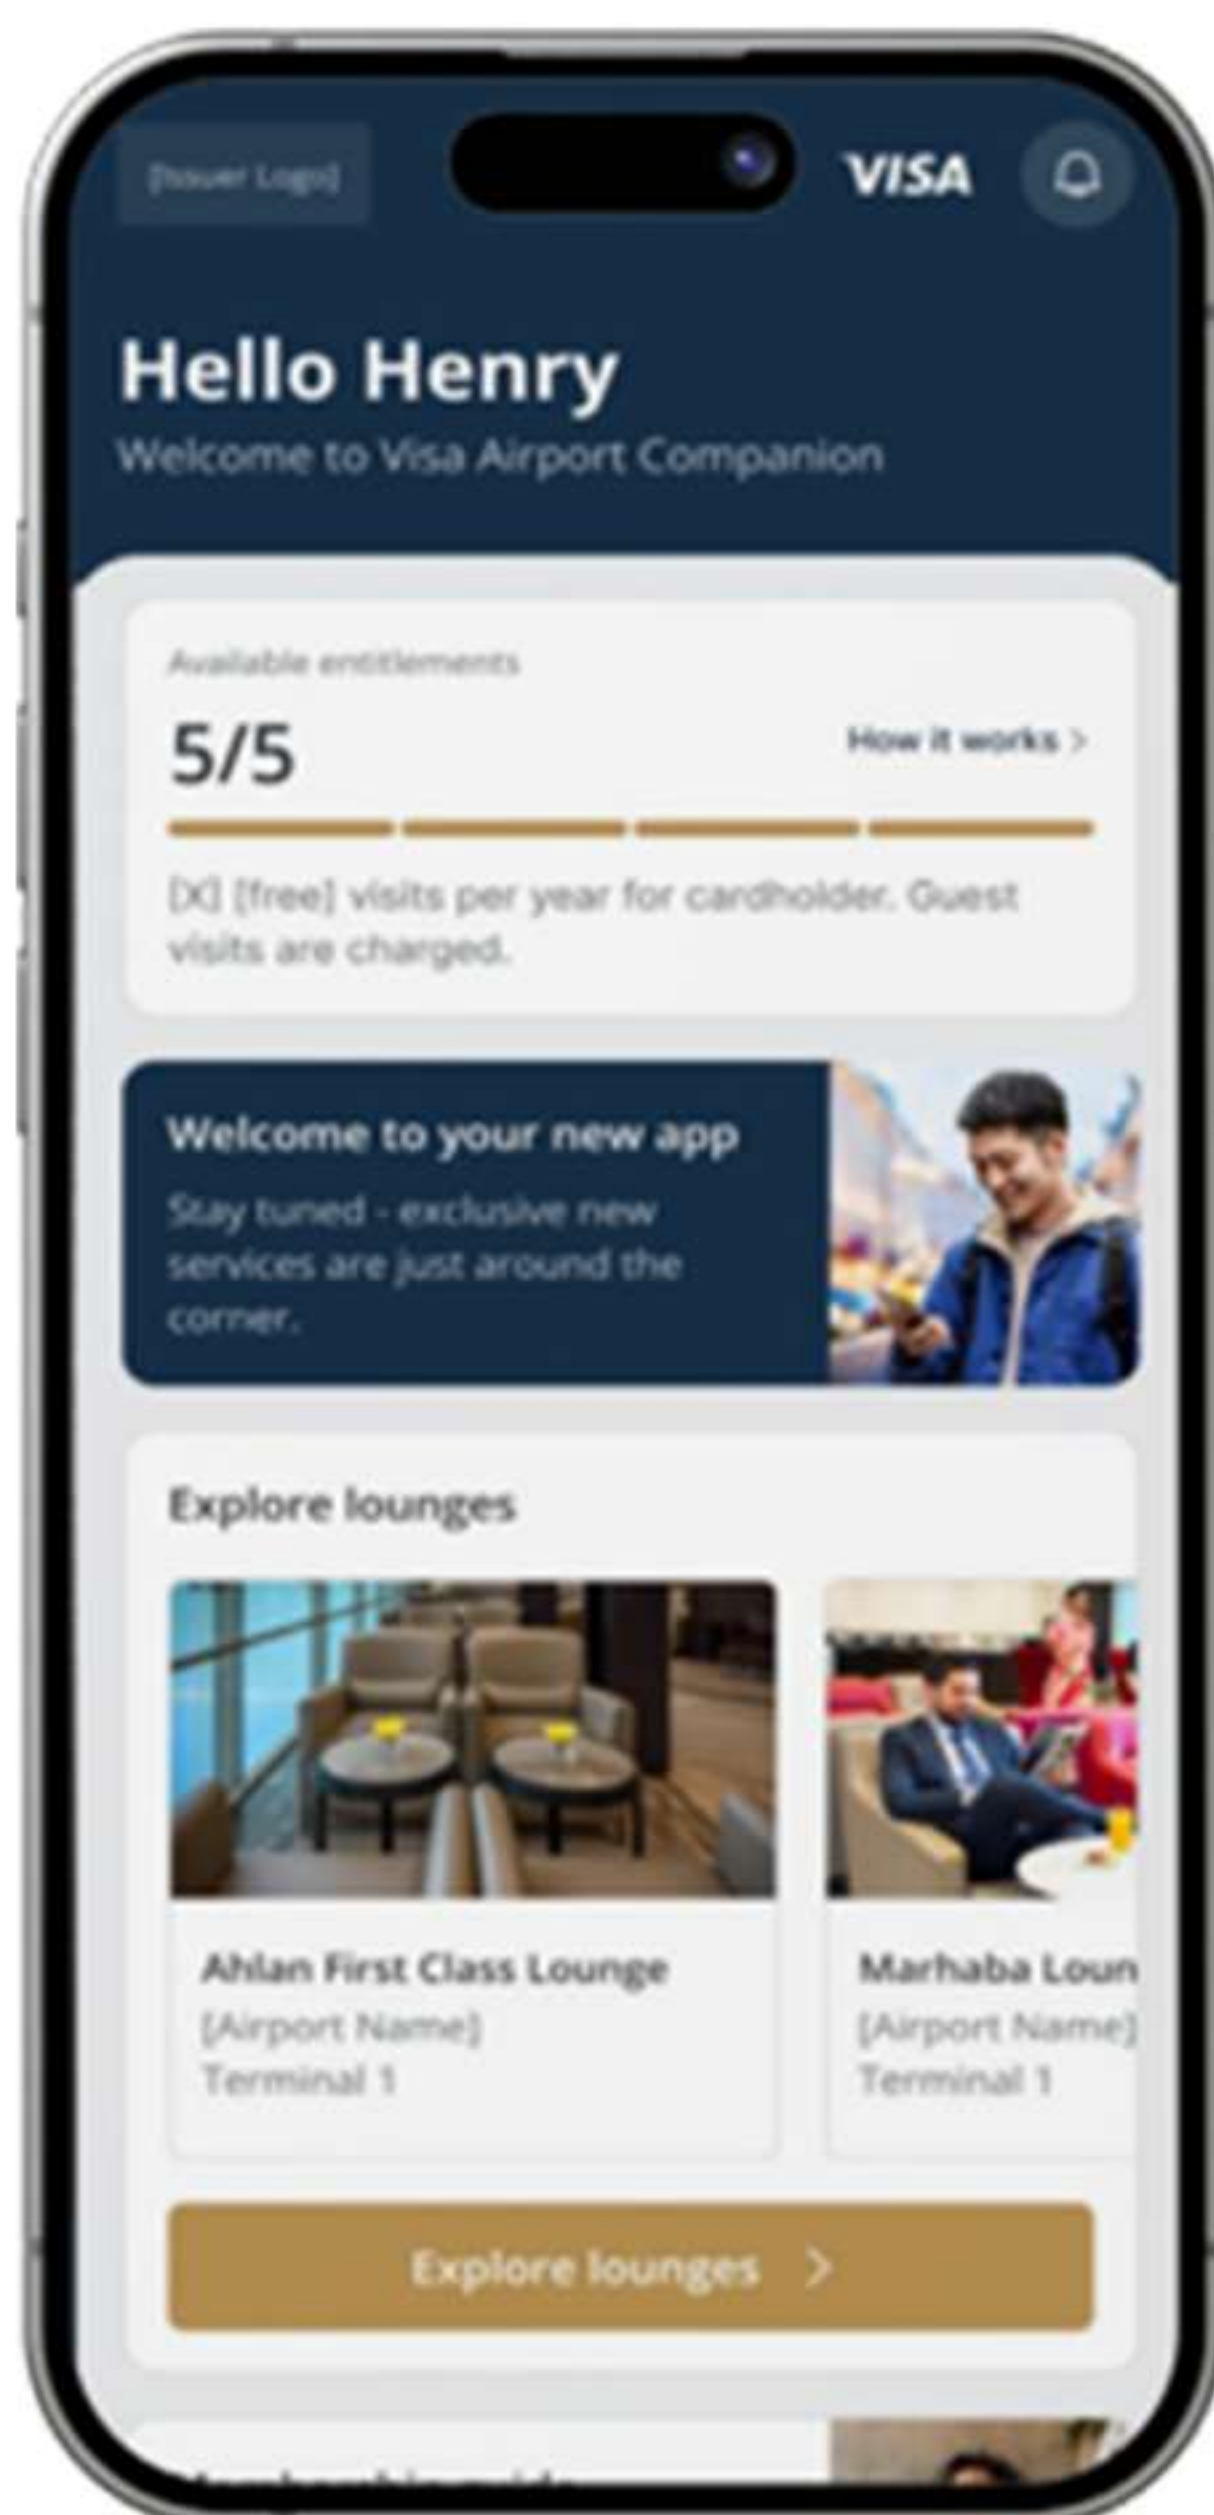 [Issuer Logo]
VISA
Hello Henry
Welcome to Visa Airport Companion
Available entitlements
5/5
How it works >
[X] [free] visits per year for cardholder. Guest
visits are charged.
Welcome to your new app
Stay tuned - exclusive new
services are just around the
corner.
Explore lounges
Ahlan First Class Lounge
[Airport Name]
Terminal 1
Marhaba Loun
[Airport Name]
Terminal 1
Explore lounges >